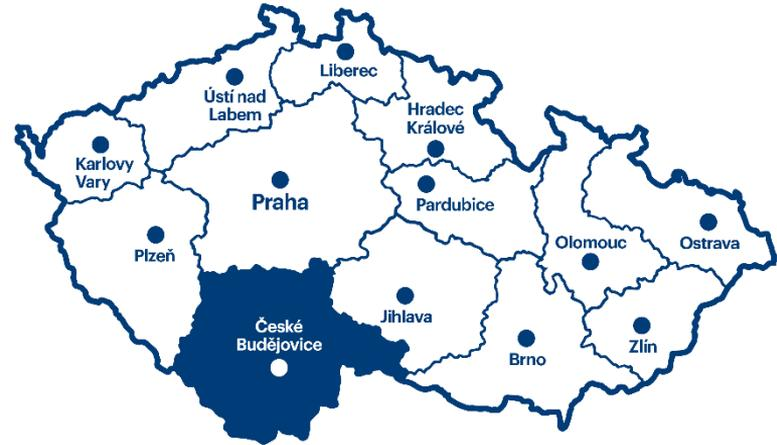 Liberec
Ústí nad
Labem
Hradec
Králové
Karlovy
Vary
Praha
Pardubice
Plzeň
Olomouc
Ostrava
Jihlava
České
Budějovice
Brno
Zlín